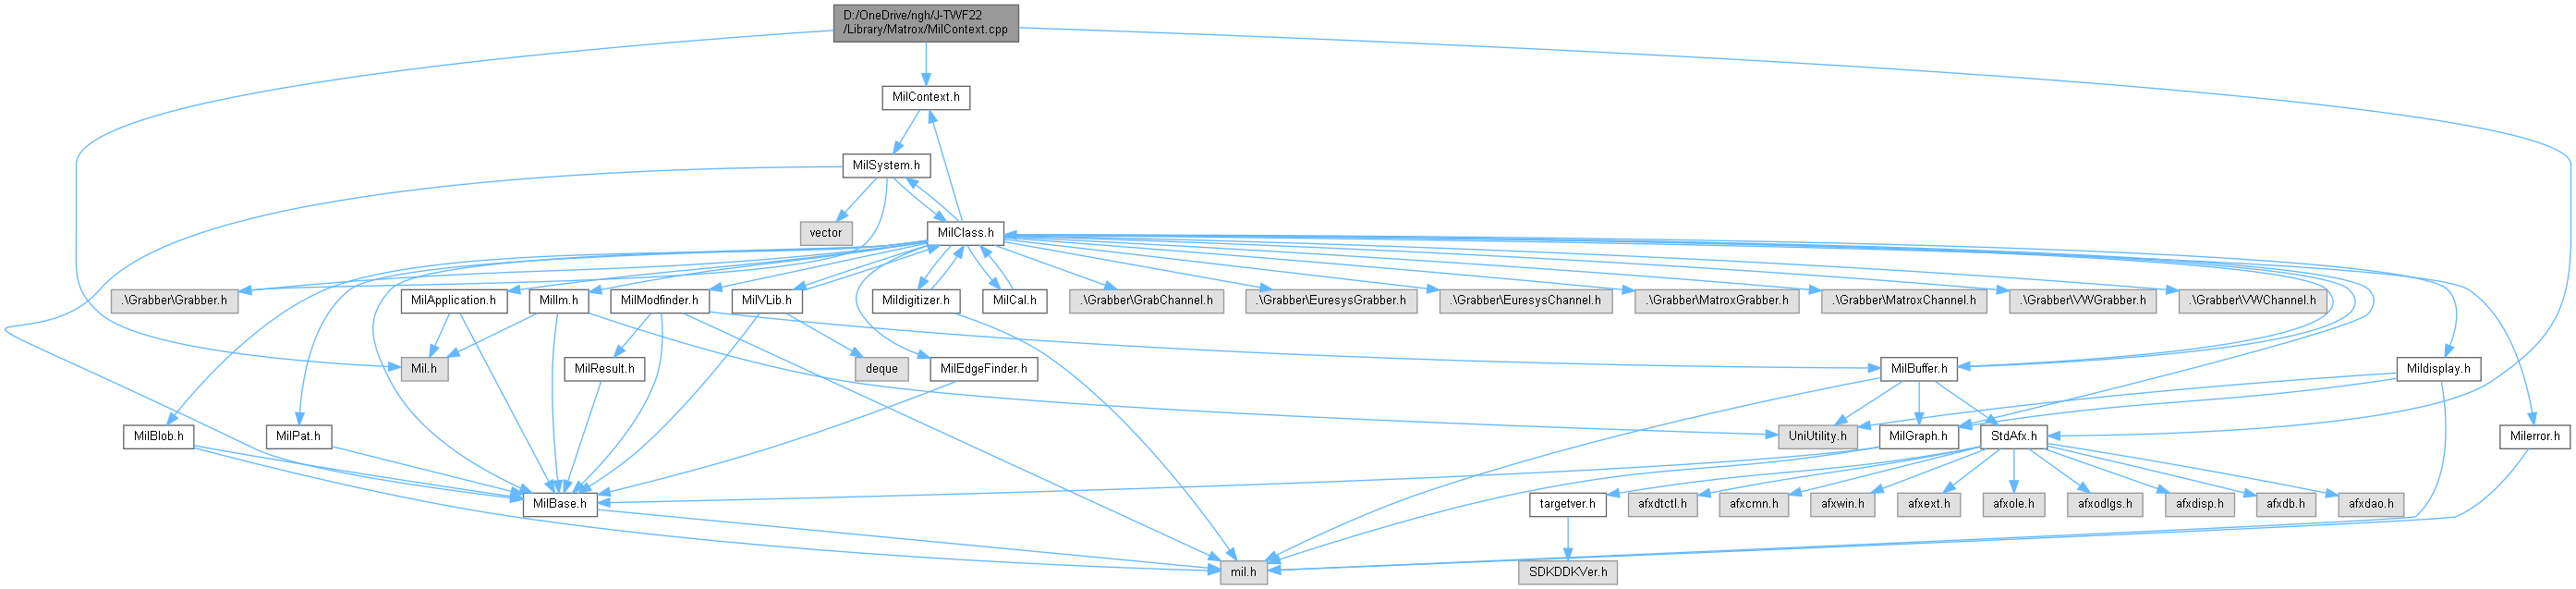 D:/OneDrive/ngh/J-TWF22
/Library/Matrox/MilContext.cpp
MilContext.h
MilSystem.h
vector
MilClass.h
.\Grabber\Grabber.h
MilApplication.h
MilIm.h
MilModfinder.h
MilVLib.h
Mildigitizer.h
MilCal.h
.\Grabber\GrabChannel.h
.\Grabber\EuresysGrabber.h
.\Grabber\EuresysChannel.h
.\Grabber\MatroxGrabber.h
.\Grabber\MatroxChannel.h
.\Grabber\VWGrabber.h
.\Grabber\VWChannel.h
Mil.h
MilResult.h
deque
MilEdgeFinder.h
MilBuffer.h
Mildisplay.h
MilBlob.h
MilPat.h
UniUtility.h
MilGraph.h
StdAfx.h
Milerror.h
MilBase.h
targetver.h
afxdtctl.h
afxcmn.h
afxwin.h
afxext.h
afxole.h
afxodlgs.h
afxdisp.h
afxdb.h
afxdao.h
mil.h
SDKDDKVer.h